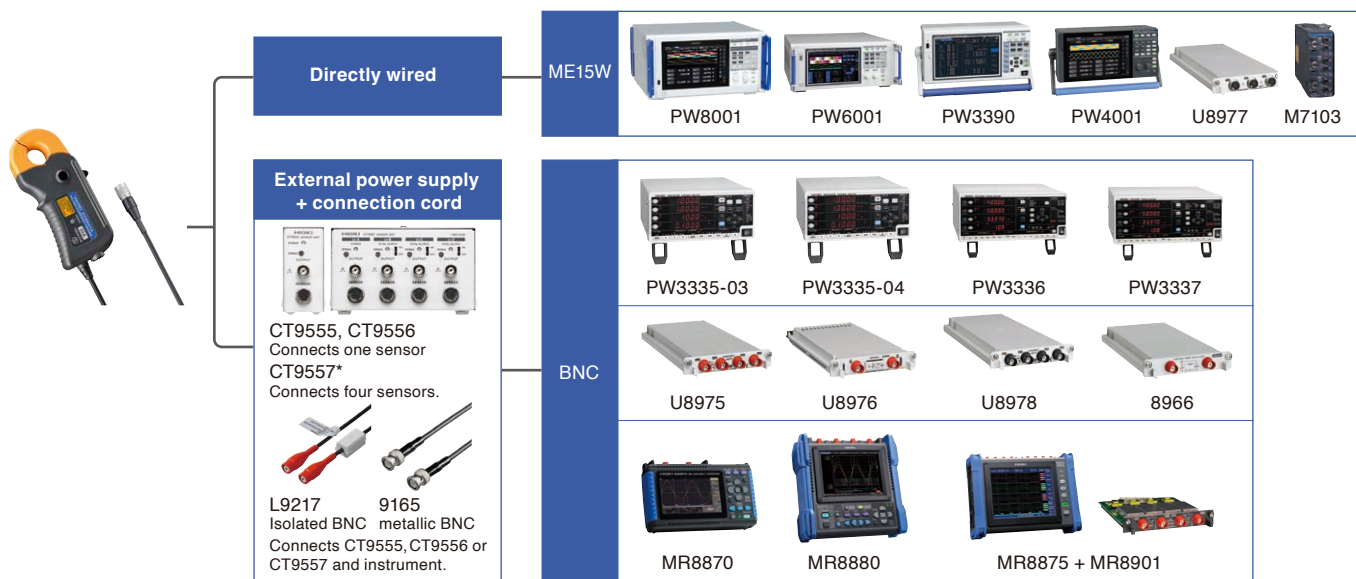 Directly wired
ME15W
PW8001
PW6001
PW3390
PW4001
U8977
M7103
External power supply
+ connection cord
HIOKI
CT9555, CT9556
Connects one sensor
CT9557*
Connects four sensors.
L9217
Isolated BNC
9165
metallic BNC
Connects CT9555, CT9556 or
CT9557 and instrument.
BNC
PW3335-03
PW3335-04
PW3336
PW3337
U8975
U8976
U8978
8966
MR8870
MR8880
MR8875 + MR8901